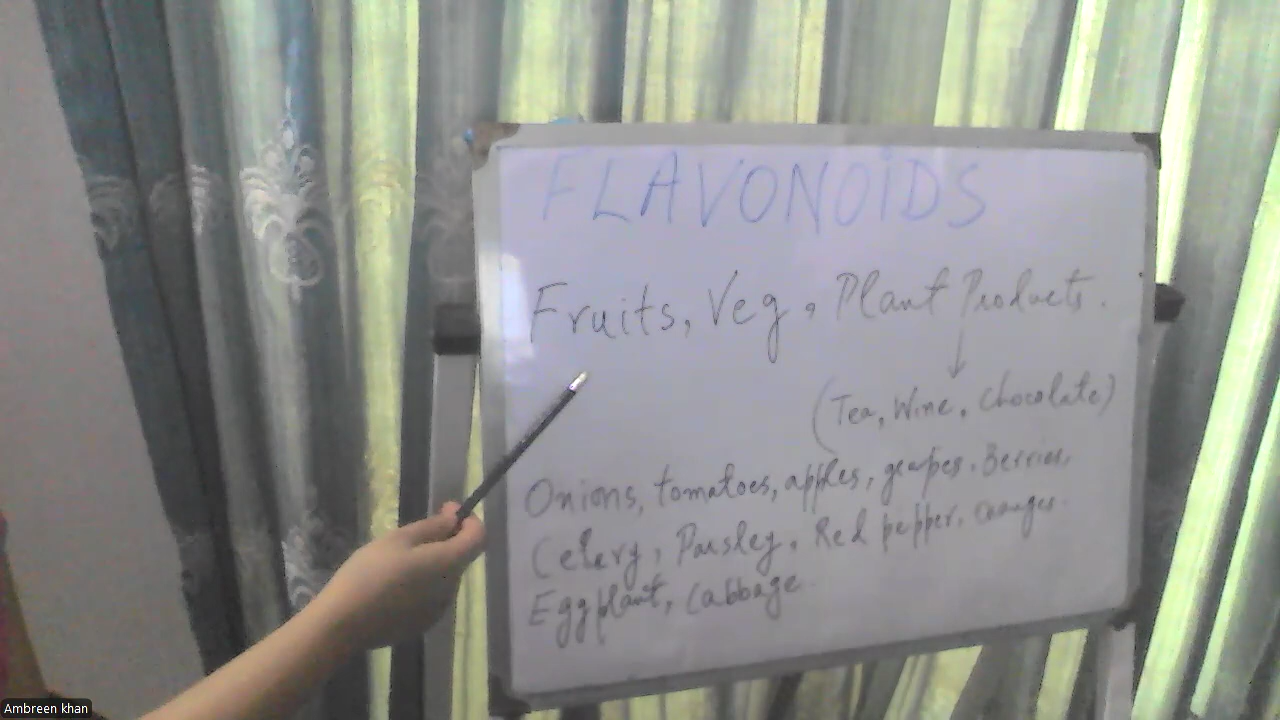 FLAVONOIDS
Fruits, Veg, Plant Products.
(Tea, Wine, Chocolate)
Onions, tomatoes, apples, grapes, Berries,
Celery, Parsley, Red pepper, oranges.
Eggplant, Cabbage.
Ambreen khan